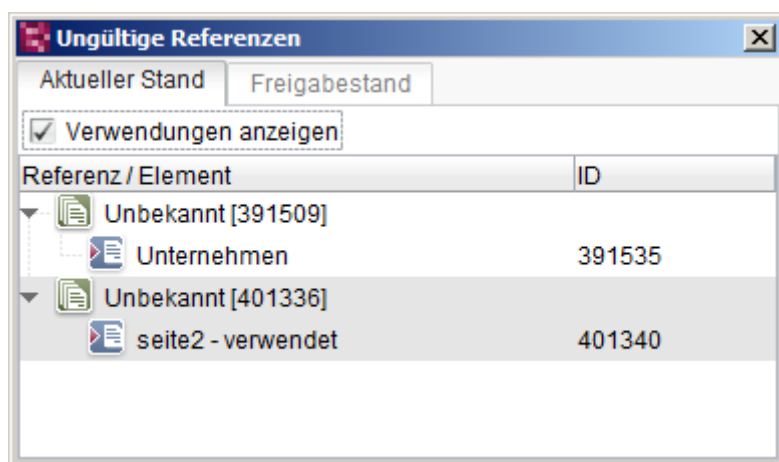 Ungültige Referenzen
Aktueller Stand Freigabestand
Verwendungen anzeigen
Referenz / Element ID
Unbekannt [391509]
Unternehmen 391535
Unbekannt [401336]
seite2 - verwendet 401340